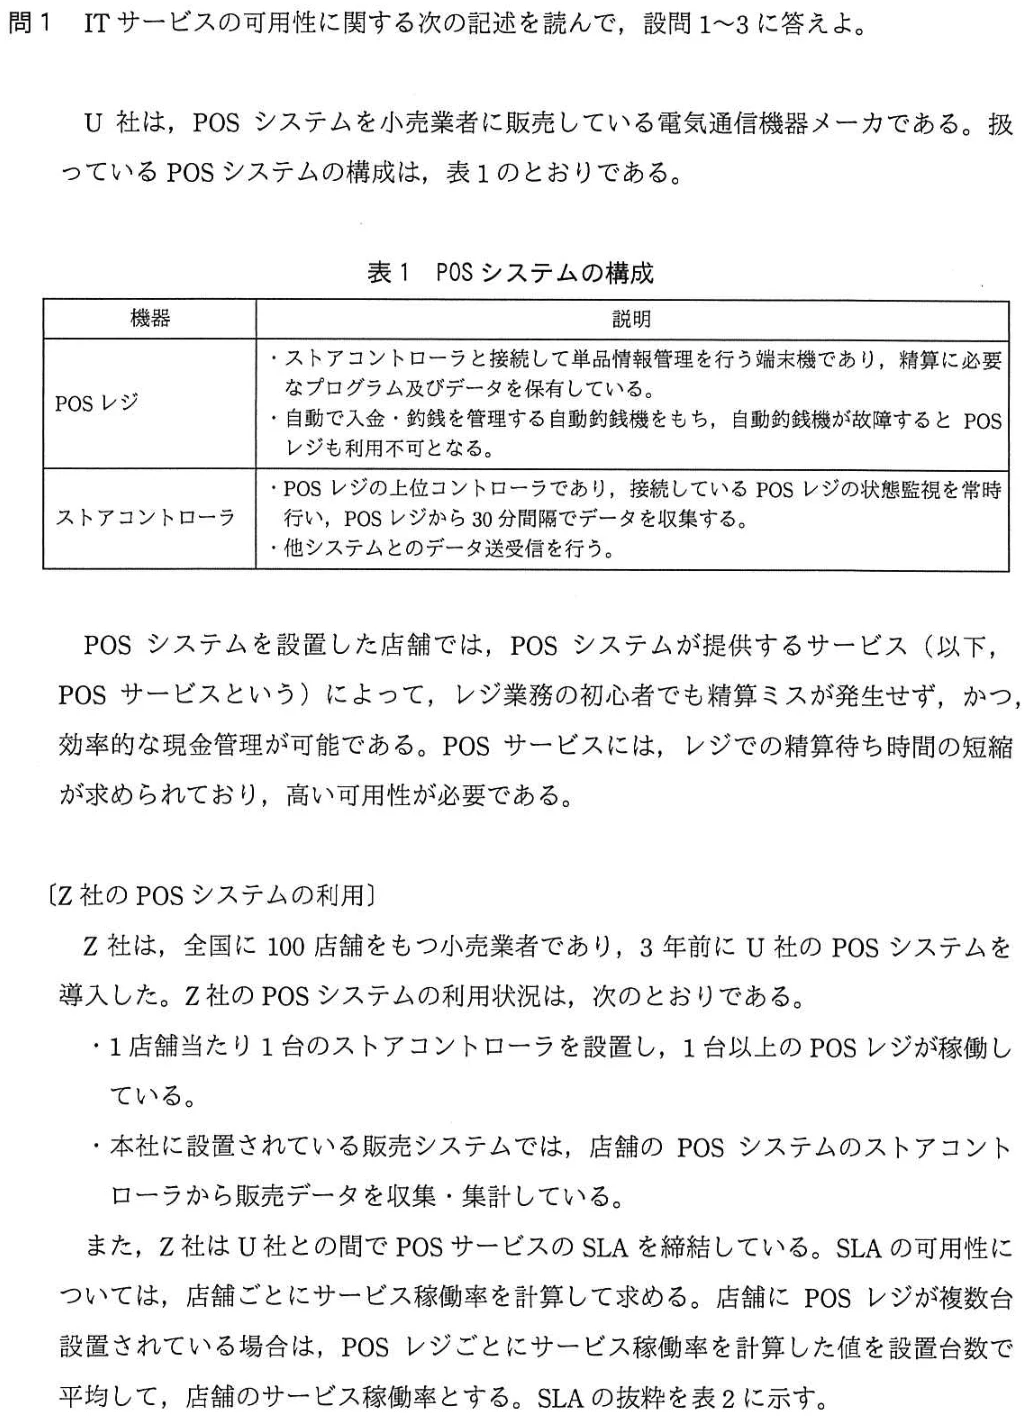 問1 ITサービスの可用性に関する次の記述を読んで，設問1～3に答えよ。
U社は，POSシステムを小売業者に販売している電気通信機器メーカである。扱
っているPOSシステムの構成は，表1のとおりである。
表1 POSシステムの構成
機器 説明
POSレジ
・ストアコントローラと接続して単品情報管理を行う端末機であり，精算に必要
なプログラム及びデータを保有している。
・自動で入金・釣銭を管理する自動釣銭機をもち，自動釣銭機が故障するとPOS
レジも利用不可となる。
ストアコントローラ
・POSレジの上位コントローラであり，接続しているPOSレジの状態監視を常時
行い，POSレジから30分間隔でデータを収集する。
・他システムとのデータ送受信を行う。
POSシステムを設置した店舗では，POSシステムが提供するサービス（以下，
POSサービスという）によって，レジ業務の初心者でも精算ミスが発生せず，かつ，
効率的な現金管理が可能である。POSサービスには，レジでの精算待ち時間の短縮
が求められており，高い可用性が必要である。
〔Z社のPOSシステムの利用〕
Z社は，全国に100店舗をもつ小売業者であり，3年前にU社のPOSシステムを
導入した。Z社のPOSシステムの利用状況は，次のとおりである。
・1店舗当たり1台のストアコントローラを設置し，1台以上のPOSレジが稼働し
ている。
・本社に設置されている販売システムでは，店舗のPOSシステムのストアコント
ローラから販売データを収集・集計している。
また，Z社はU社との間でPOSサービスのSLAを締結している。SLAの可用性に
ついては，店舗ごとにサービス稼働率を計算して求める。店舗にPOSレジが複数台
設置されている場合は，POSレジごとにサービス稼働率を計算した値を設置台数で
平均して，店舗のサービス稼働率とする。SLAの抜粋を表2に示す。